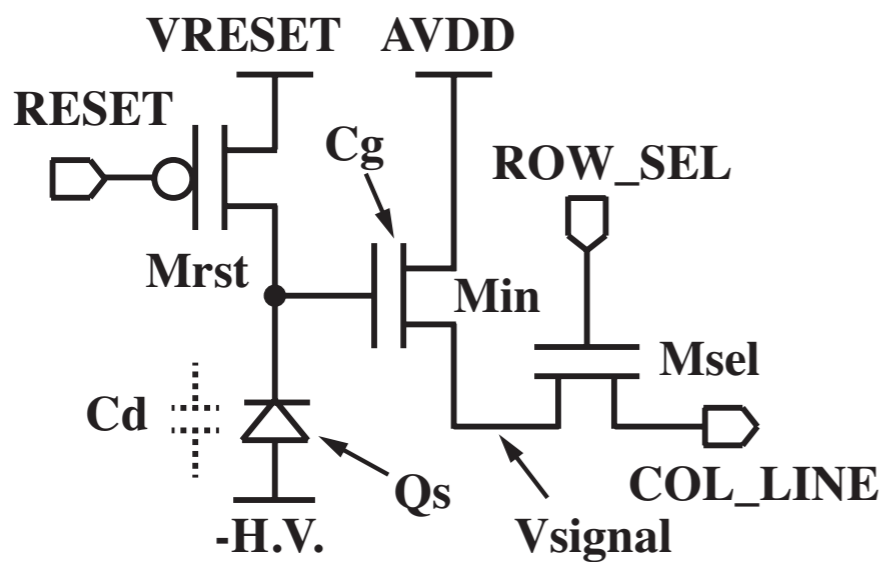 VRESET AVDD
RESET
Cg
ROW_SEL
Mrst
Min
Msel
Cd
Qs
COL_LINE
-H.V.
Vsignal